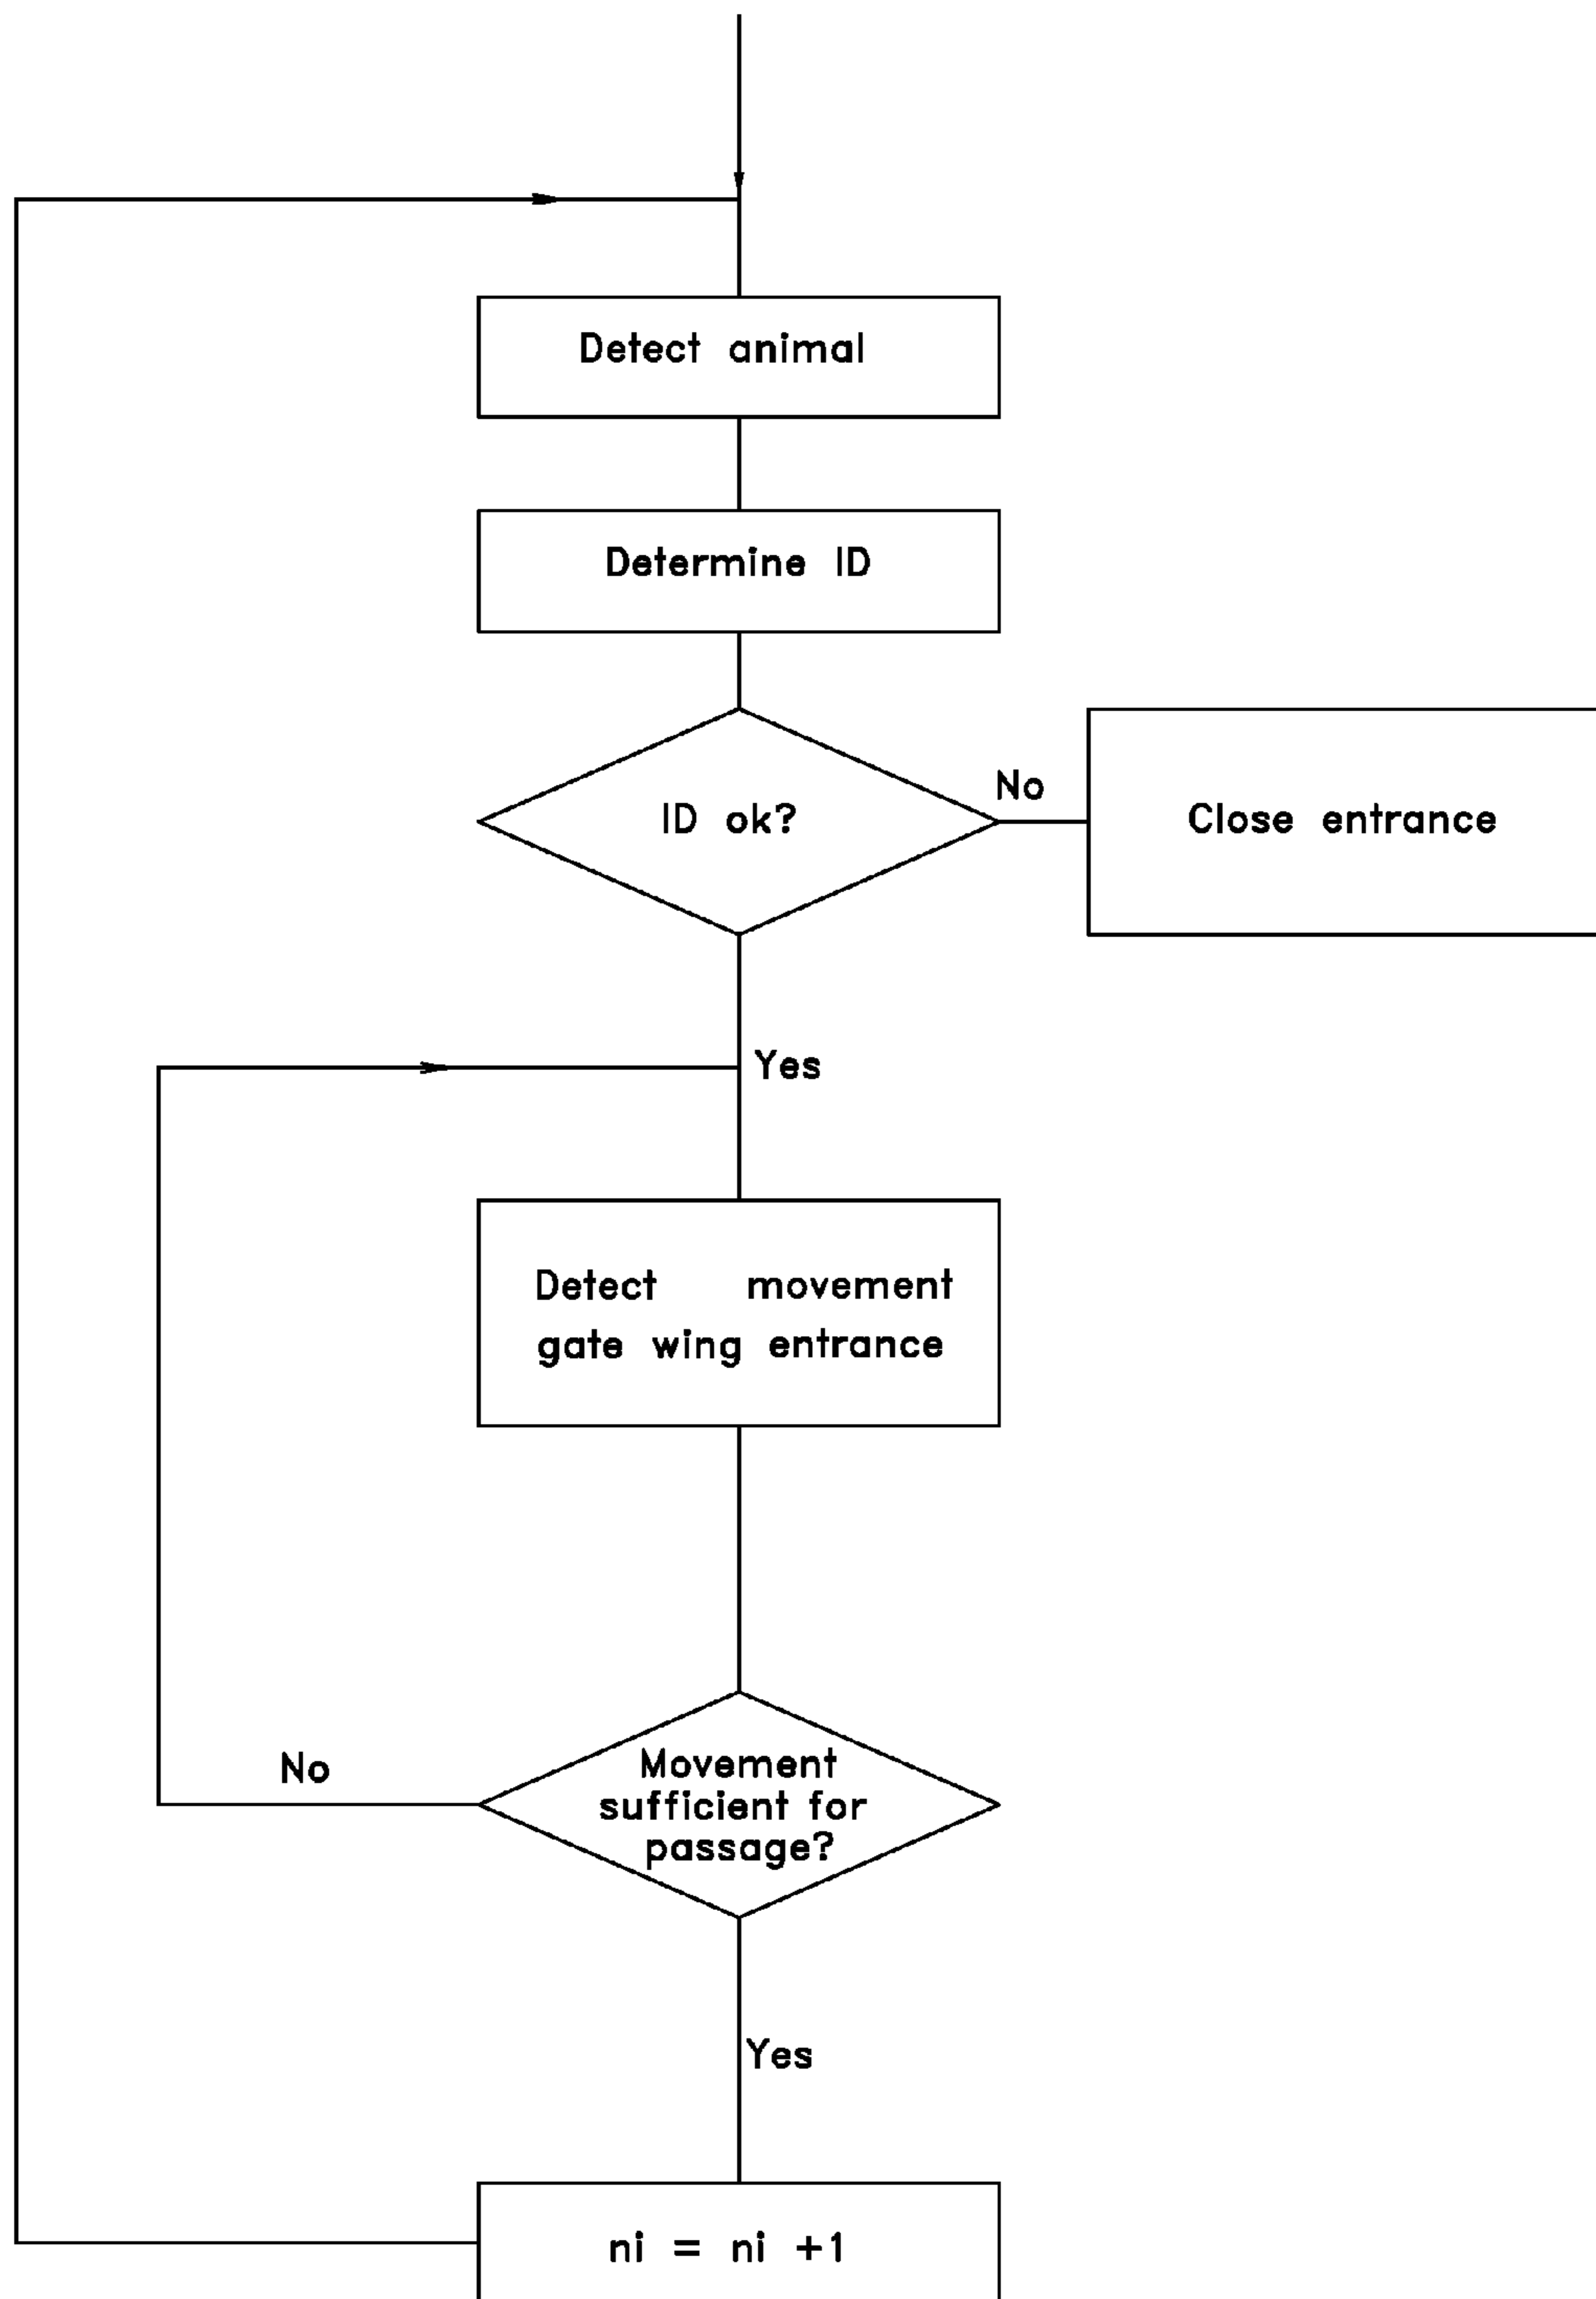 Detect animal
Determine ID
ID ok?
No
Close entrance
Yes
Detect movement
gate wing entrance
No
Movement
sufficient for
passage?
Yes
ni = ni +1